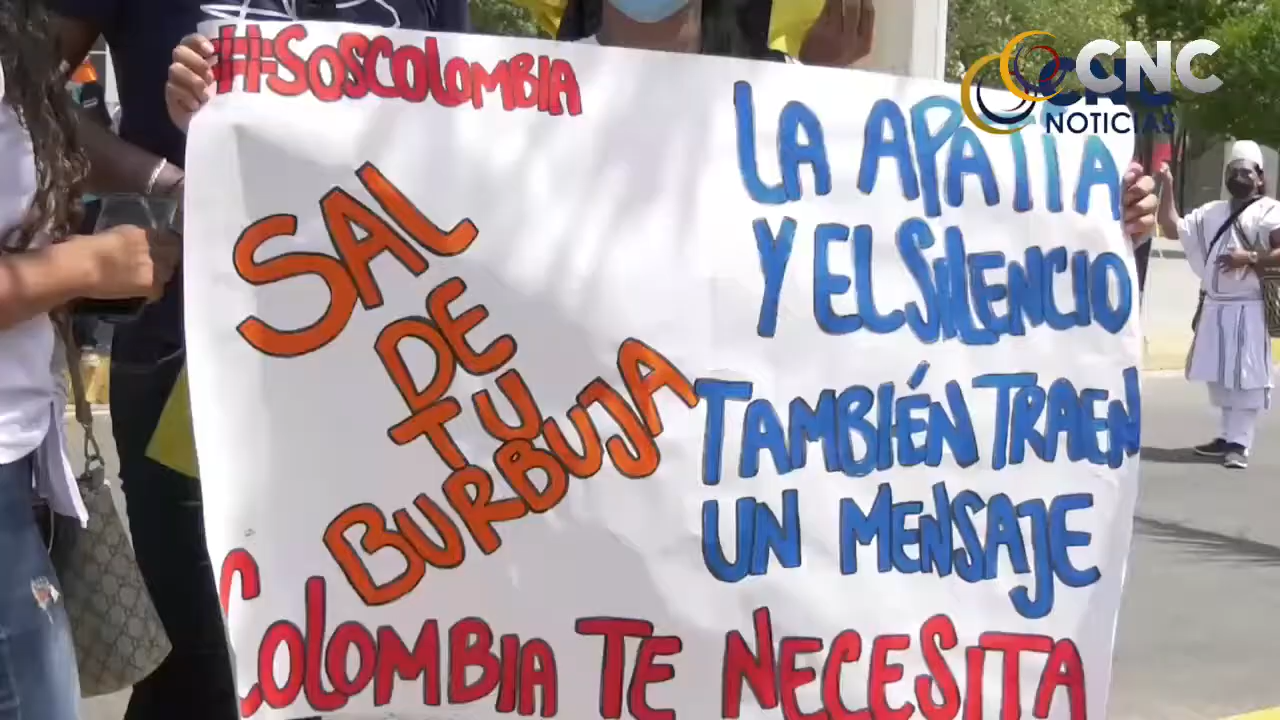 #SOSCOLOMBIA
SAL
DE
TU
BURBUJA
LA APATIA
Y EL SILENCIO
TAMBIÉN TRAEN
UN MENSAJE
COLOMBIA TE NECESITA
CNC
NOTICIAS